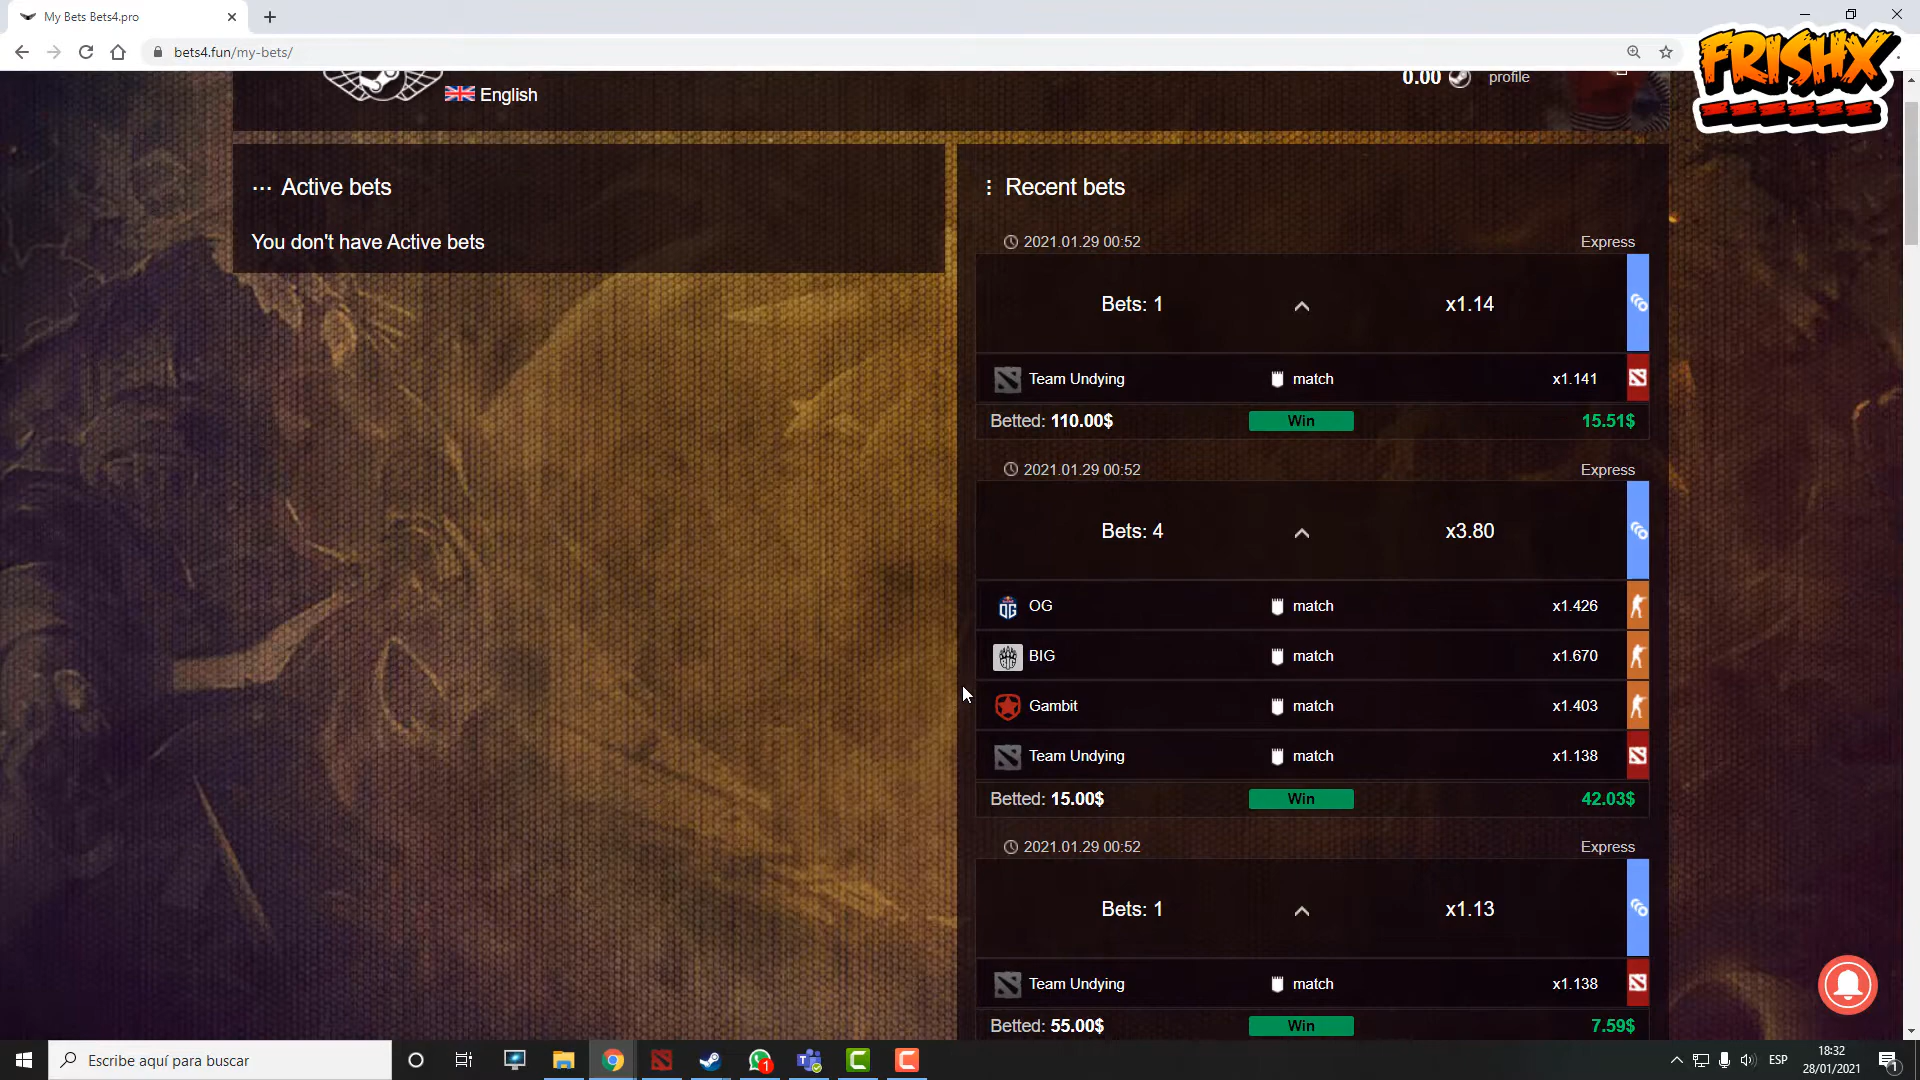 My Bets Bets4.pro
bets4.fun/my-bets/
FRISHX
English
0.00 profile
Active bets
You don't have Active bets
Recent bets
2021.01.29 00:52 Express
Bets: 1 x1.14
Team Undying match x1.141
Betted: 110.00$ Win 15.51$
2021.01.29 00:52 Express
Bets: 4 x3.80
OG match x1.426
BIG match x1.670
Gambit match x1.403
Team Undying match x1.138
Betted: 15.00$ Win 42.03$
2021.01.29 00:52 Express
Bets: 1 x1.13
Team Undying match x1.138
Betted: 55.00$ Win 7.59$
Escribe aquí para buscar
1
ESP
18:32
28/01/2021
1